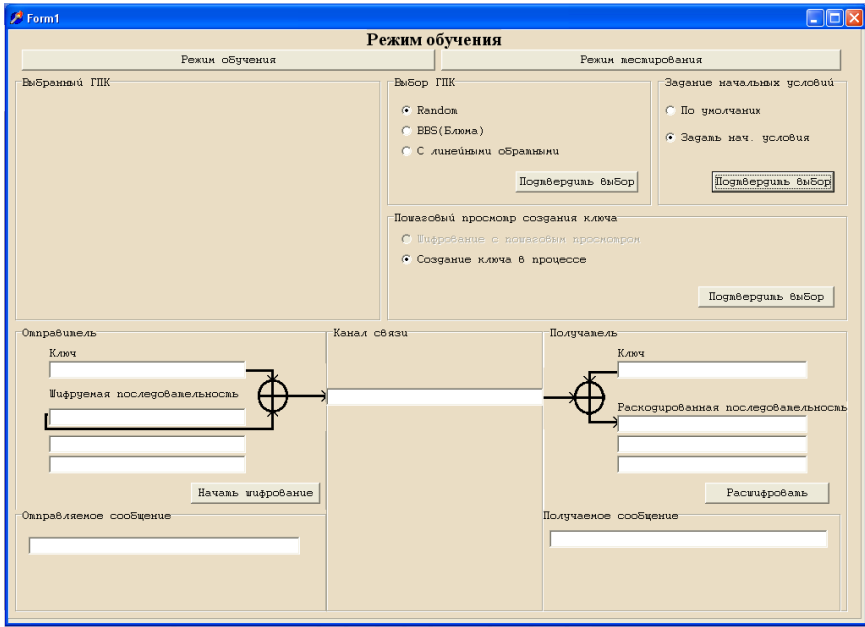 Form1
Режим обучения
Режим обучения
Режим тестирования
Выбранный ГПК
Выбор ГПК
Random
BBS(Блюма)
С линейными обратными
Подтвердить выбор
Задание начальных условий
По умолчанию
Задать нач. условия
Подтвердить выбор
Пошаговый просмотр создания ключа
Шифрование с пошаговым просмотром
Создание ключа в процессе
Подтвердить выбор
Отправитель
Ключ
Шифруемая последовательность
Начать шифрование
Канал связи
Получатель
Ключ
Раскодированная последовательность
Расшифровать
Отправляемое сообщение
Получаемое сообщение